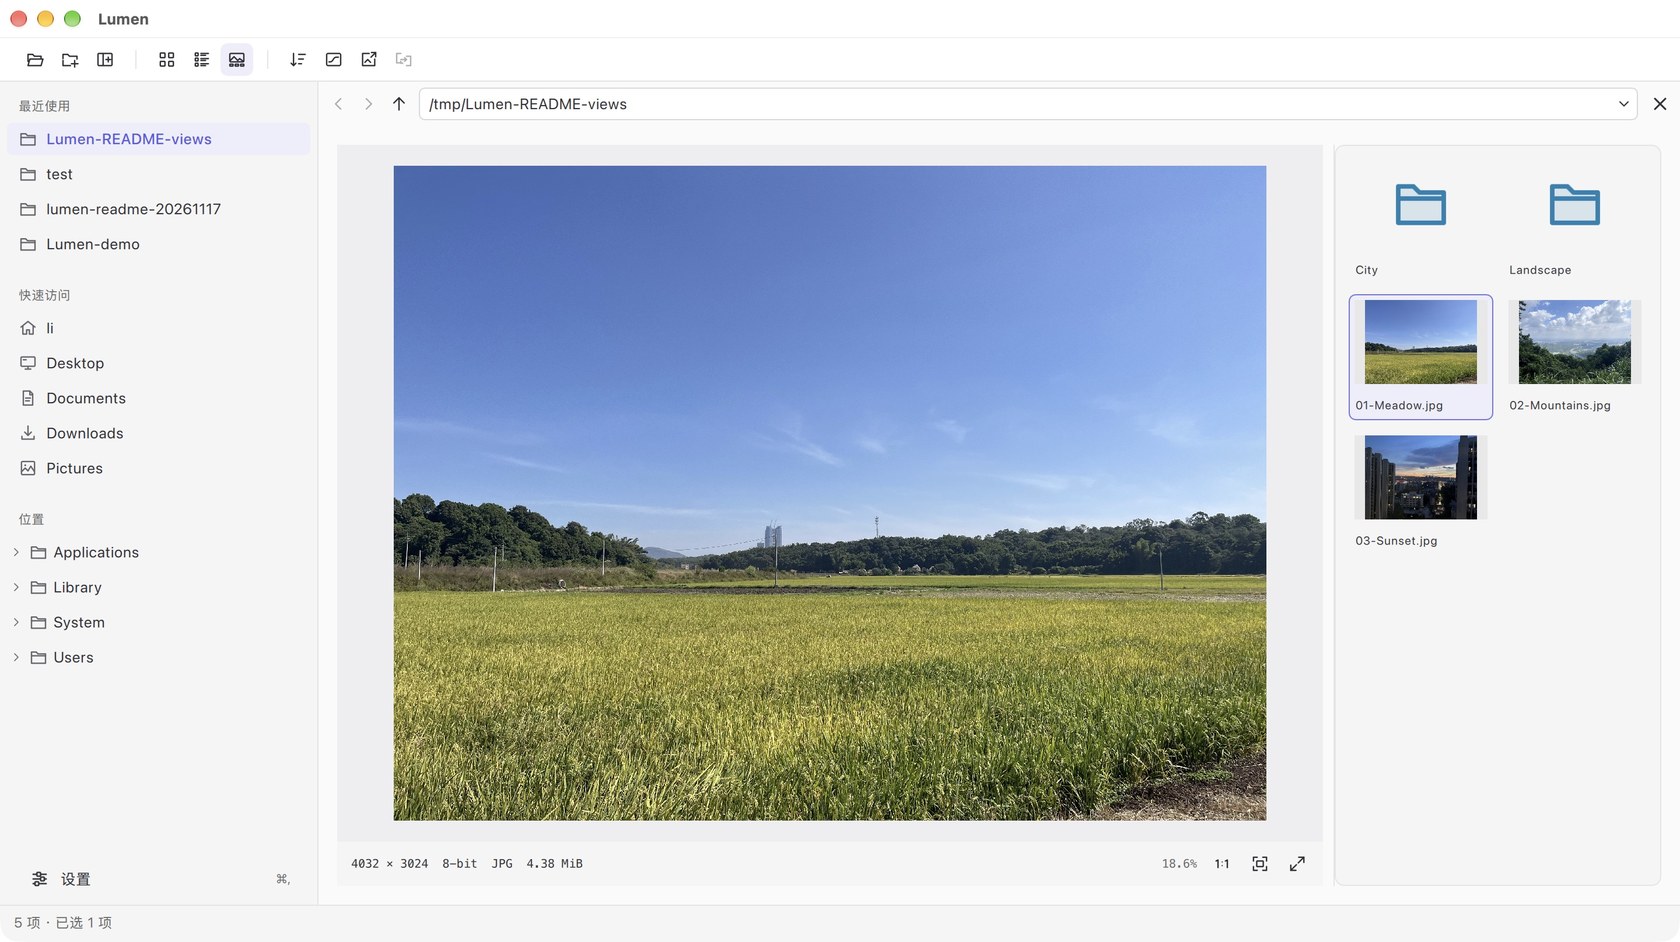 Lumen
最近使用
Lumen-README-views
test
lumen-readme-20261117
Lumen-demo
快速访问
li
Desktop
Documents
Downloads
Pictures
位置
Applications
Library
System
Users
设置 ⌘,
/tmp/Lumen-README-views
4032 × 3024 8-bit JPG 4.38 MiB
18.6% 1:1
City
Landscape
01-Meadow.jpg
02-Mountains.jpg
03-Sunset.jpg
5 项 · 已选 1 项